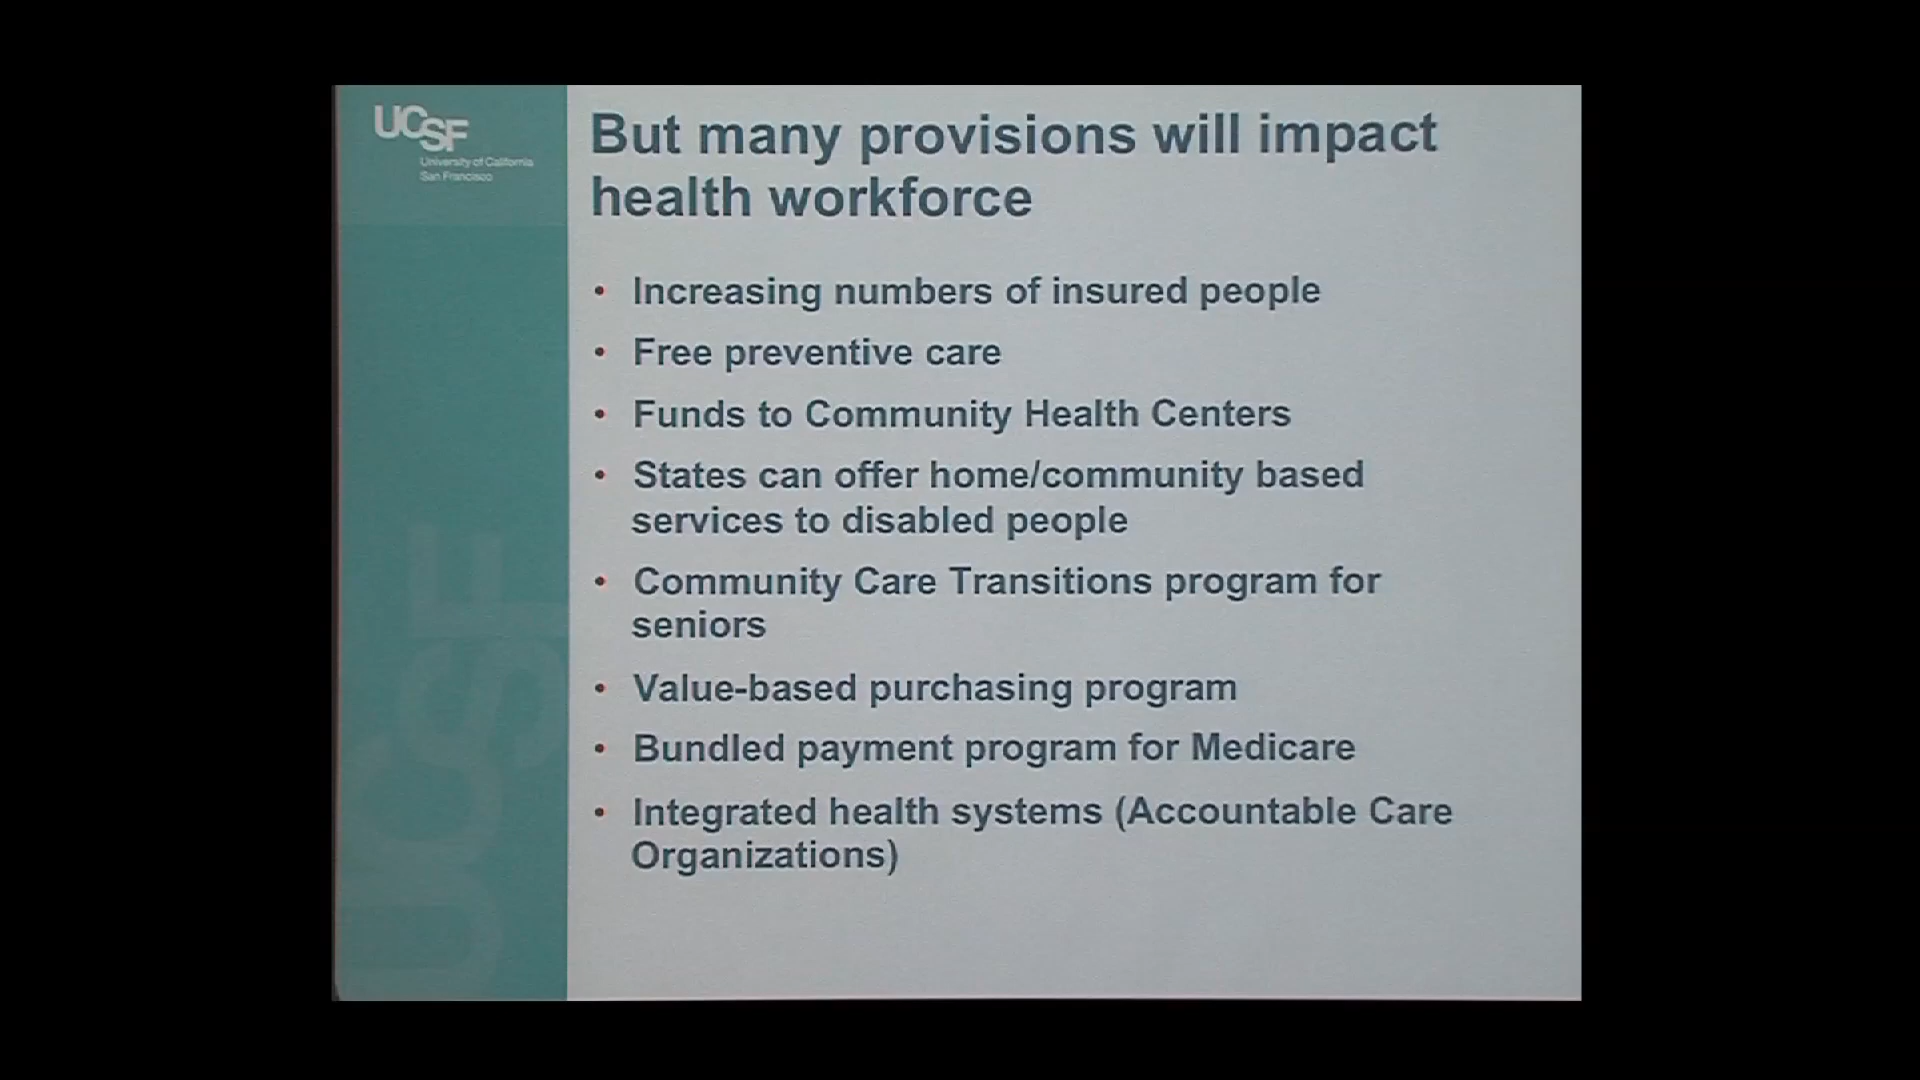 UCSF
University of California
San Francisco
But many provisions will impact
health workforce
• Increasing numbers of insured people
• Free preventive care
• Funds to Community Health Centers
• States can offer home/community based
services to disabled people
• Community Care Transitions program for
seniors
• Value-based purchasing program
• Bundled payment program for Medicare
• Integrated health systems (Accountable Care
Organizations)
UCSF